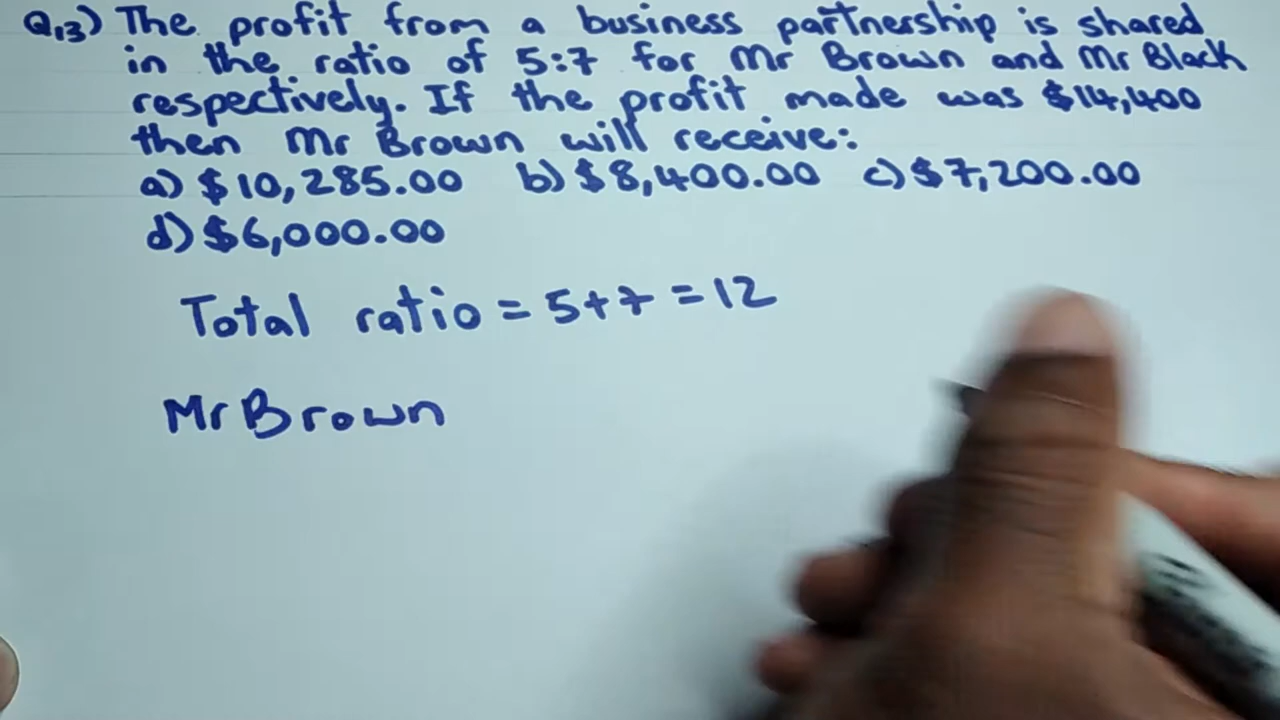 Q13) The profit from a business partnership is shared
in the ratio of 5:7 for Mr Brown and Mr Black
respectively. If the profit made was $14,400
then Mr Brown will receive:
a) $10,285.00 b) $8,400.00 c) $7,200.00
d) $6,000.00
Total ratio = 5+7 = 12
Mr Brown